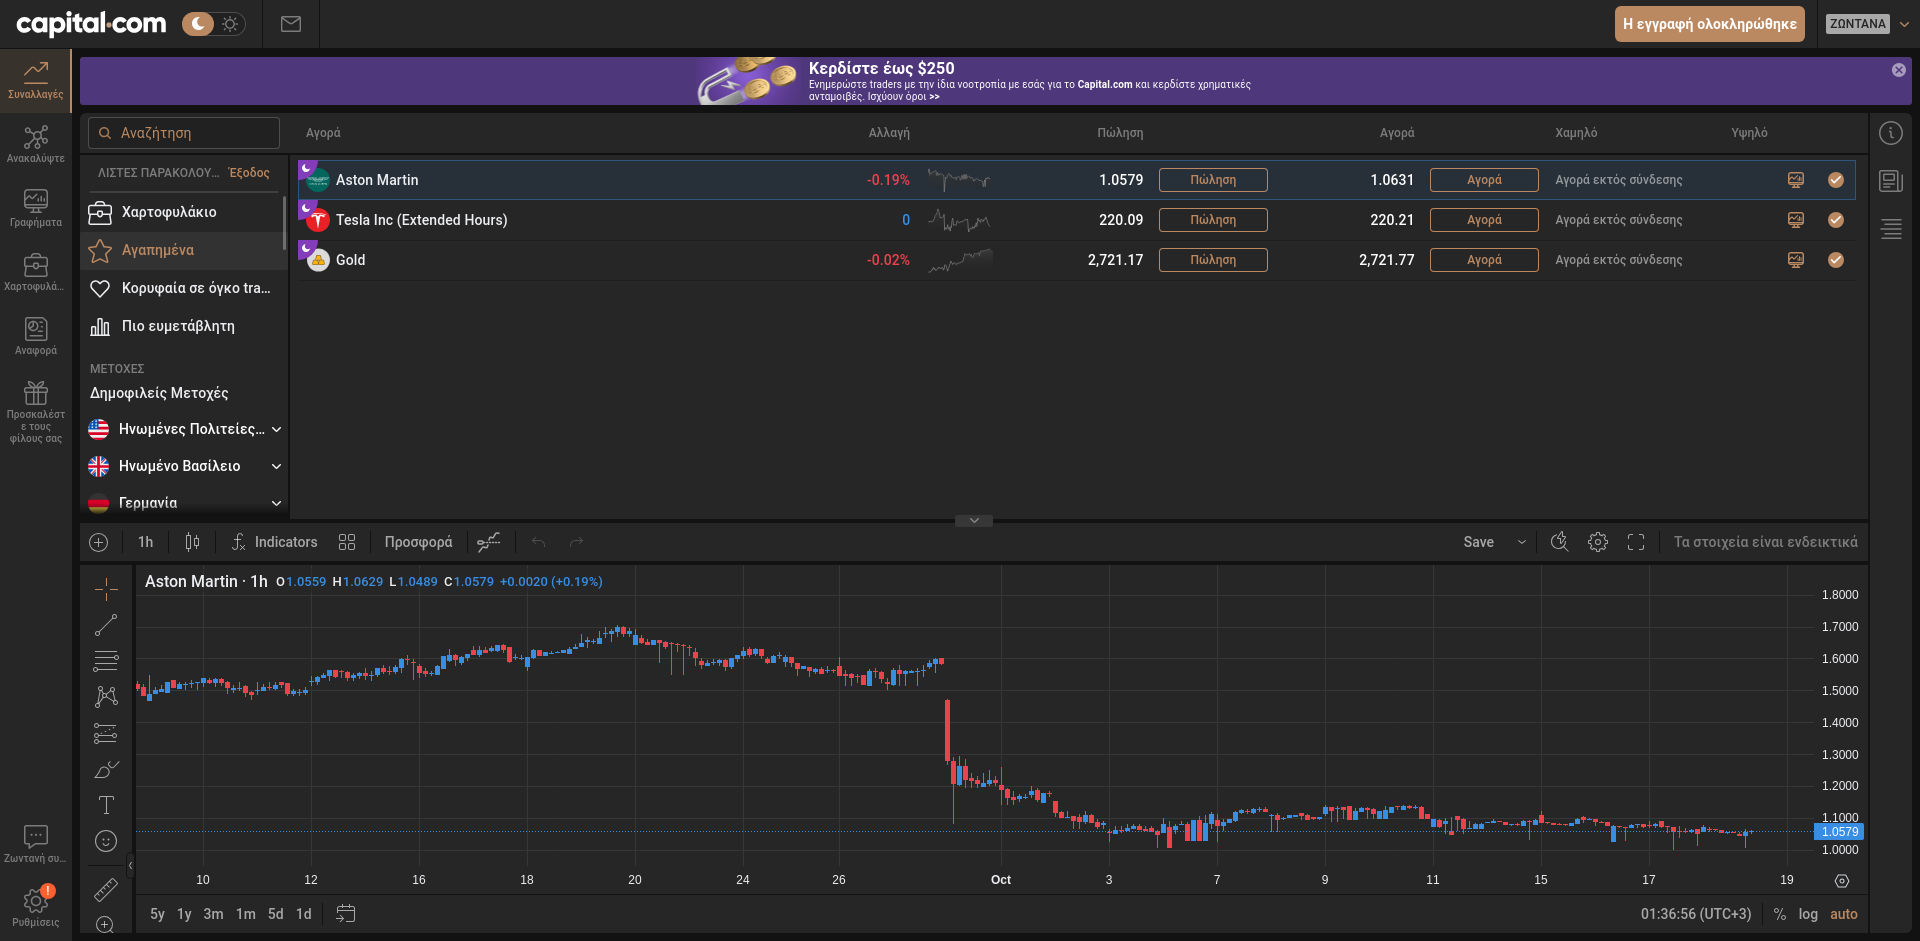 capital.com
Η εγγραφή ολοκληρώθηκε
ΖΩΝΤΑΝΑ
Συναλλαγές
Ανακαλύψτε
Γραφήματα
Χαρτοφυλά...
Αναφορά
Προσκαλέστ
ε τους
φίλους σας
Ζωντανή συ...
Ρυθμίσεις
Κερδίστε έως $250
Ενημερώστε traders με την ίδια νοοτροπία με εσάς για το Capital.com και κερδίστε χρηματικές
ανταμοιβές. Ισχύουν όροι >>
Αναζήτηση
Αγορά Αλλαγή Πώληση Αγορά Χαμηλό Υψηλό
ΛΙΣΤΕΣ ΠΑΡΑΚΟΛΟΥ... Έξοδος
Χαρτοφυλάκιο
Αγαπημένα
Κορυφαία σε όγκο tra...
Πιο ευμετάβλητη
ΜΕΤΟΧΕΣ
Δημοφιλείς Μετοχές
Ηνωμένες Πολιτείες...
Ηνωμένο Βασίλειο
Γερμανία
Aston Martin -0.19% 1.0579 Πώληση 1.0631 Αγορά Αγορά εκτός σύνδεσης
Tesla Inc (Extended Hours) 0 220.09 Πώληση 220.21 Αγορά Αγορά εκτός σύνδεσης
Gold -0.02% 2,721.17 Πώληση 2,721.77 Αγορά Αγορά εκτός σύνδεσης
1h Indicators Προσφορά Save Τα στοιχεία είναι ενδεικτικά
Aston Martin · 1h O1.0559 H1.0629 L1.0489 C1.0579 +0.0020 (+0.19%)
1.8000
1.7000
1.6000
1.5000
1.4000
1.3000
1.2000
1.1000
1.0579
1.0000
10 12 16 18 20 24 26 Oct 3 7 9 11 15 17 19
5y 1y 3m 1m 5d 1d 01:36:56 (UTC+3) % log auto